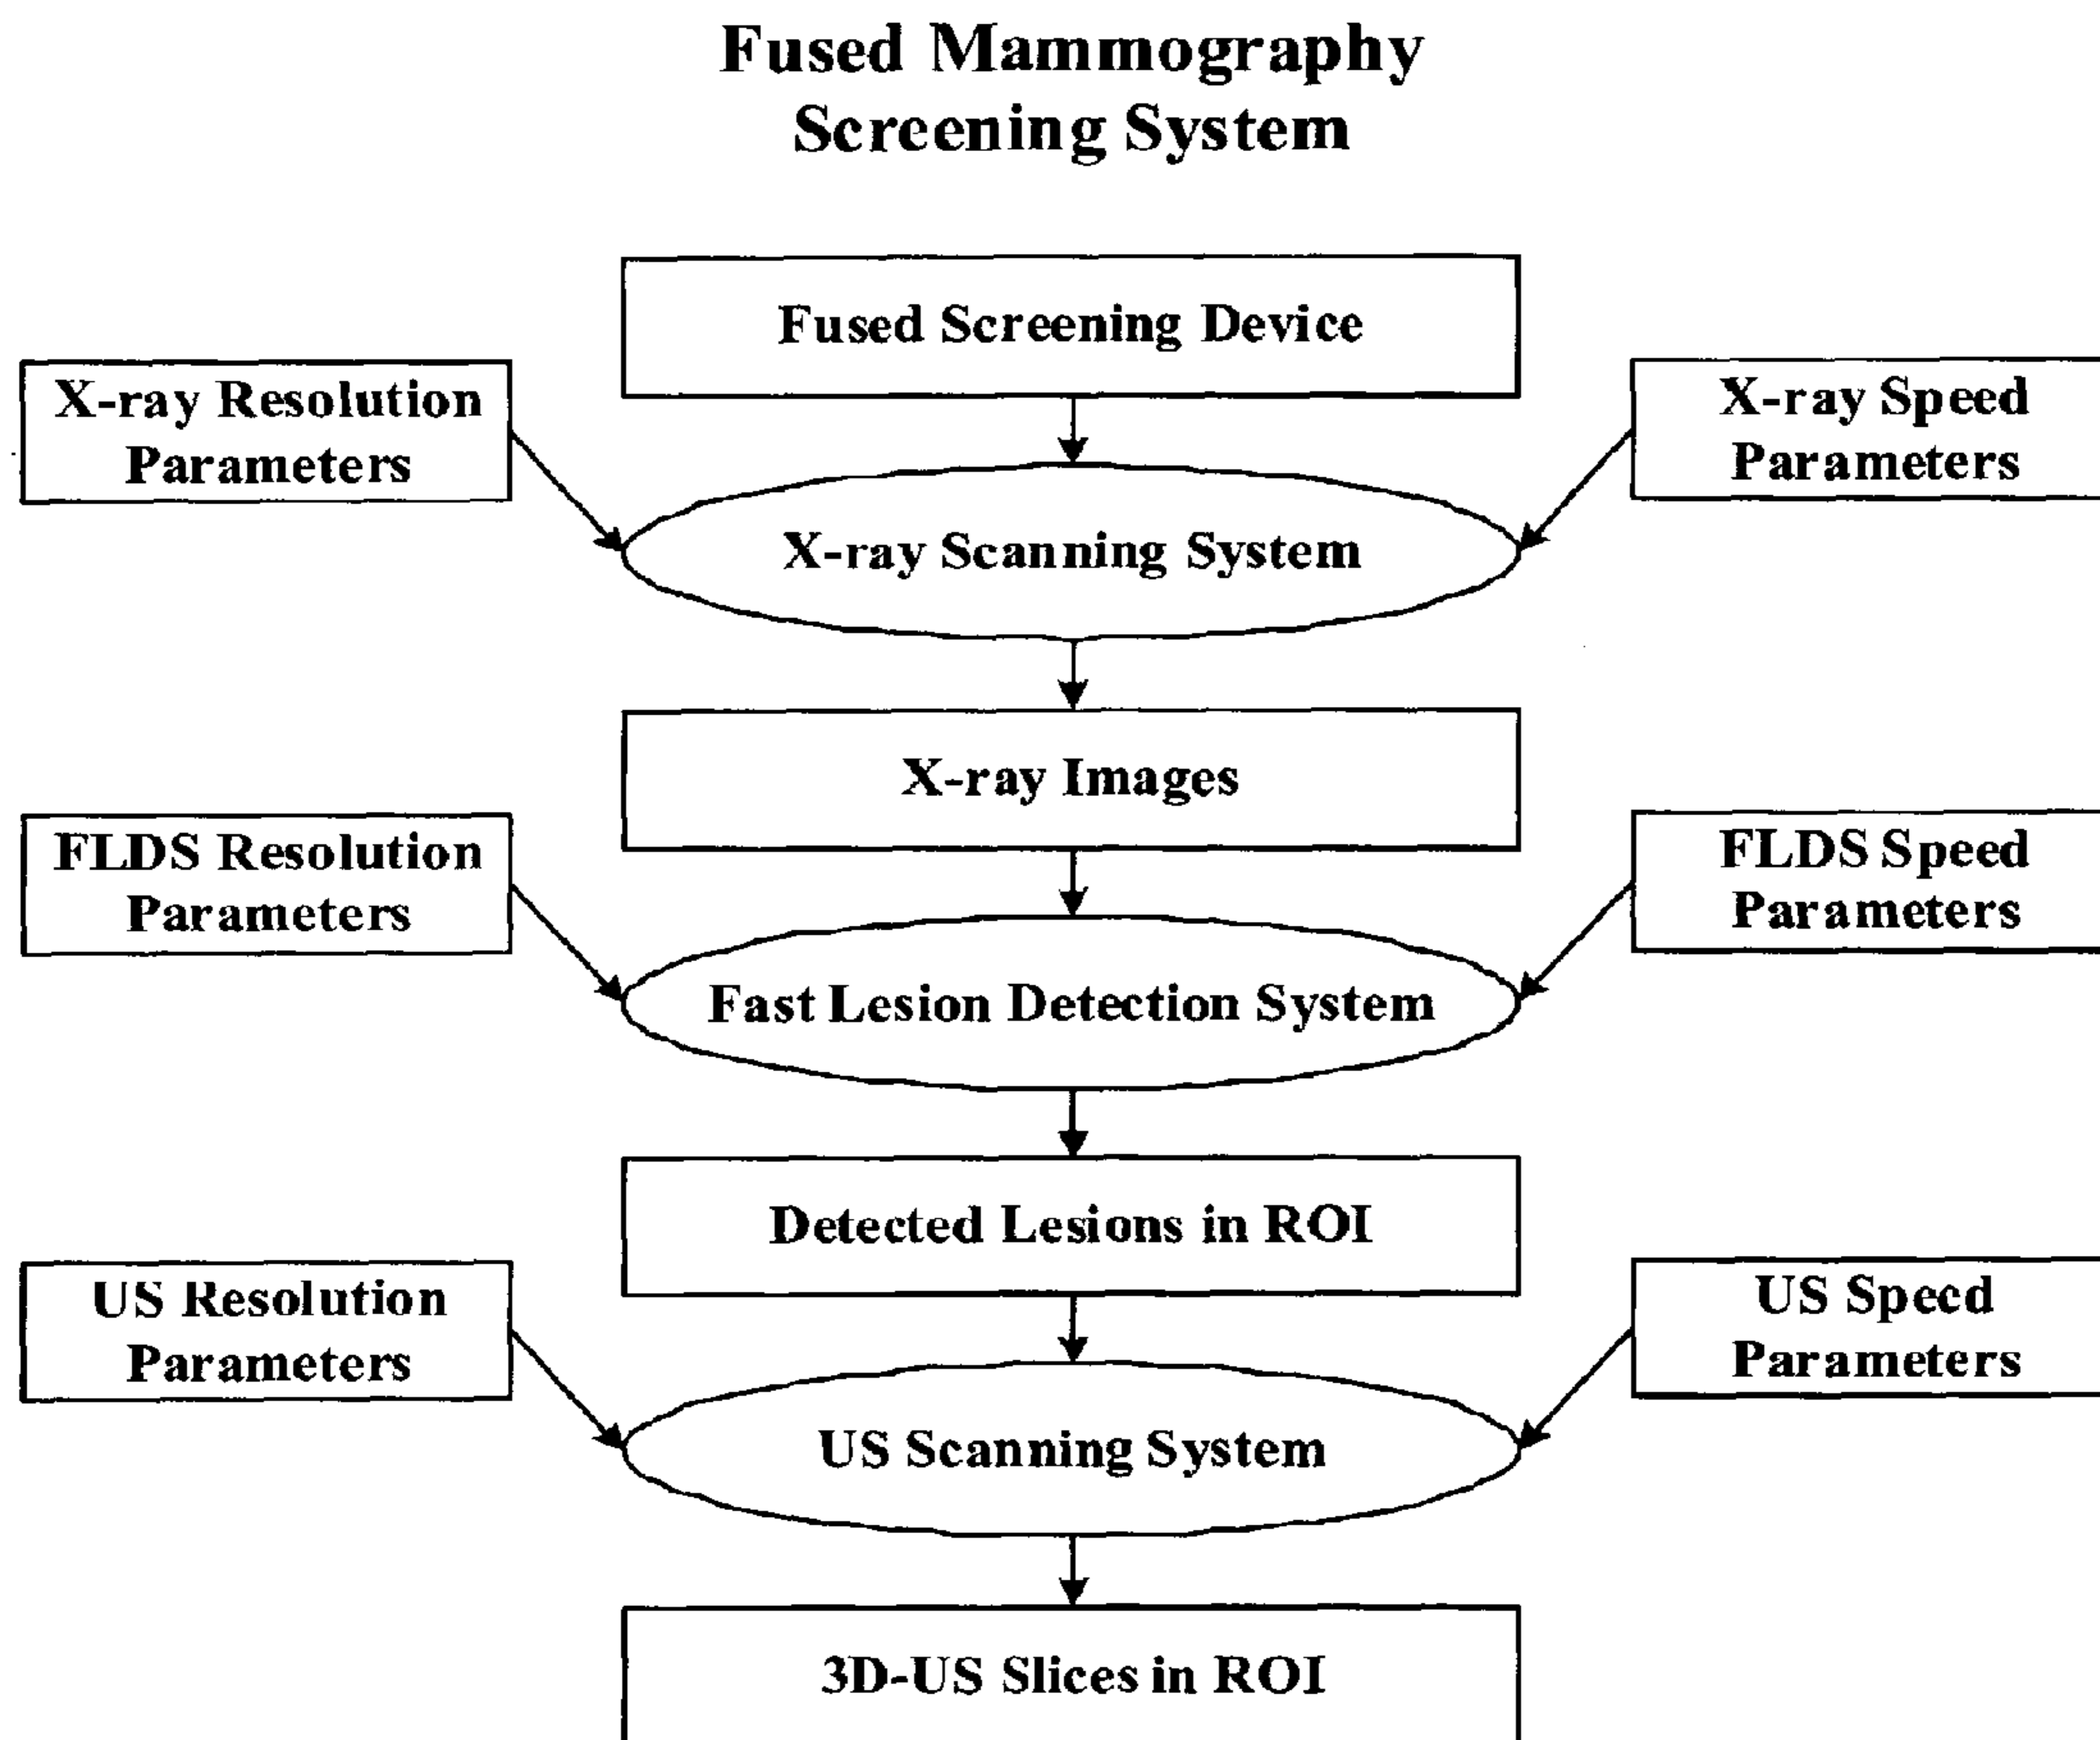 Fused Mammography
Screening System
Fused Screening Device
X-ray Resolution
Parameters
X-ray Speed
Parameters
X-ray Scanning System
X-ray Images
FLDS Resolution
Parameters
FLDS Speed
Parameters
Fast Lesion Detection System
Detected Lesions in ROI
US Resolution
Parameters
US Speed
Parameters
US Scanning System
3D-US Slices in ROI